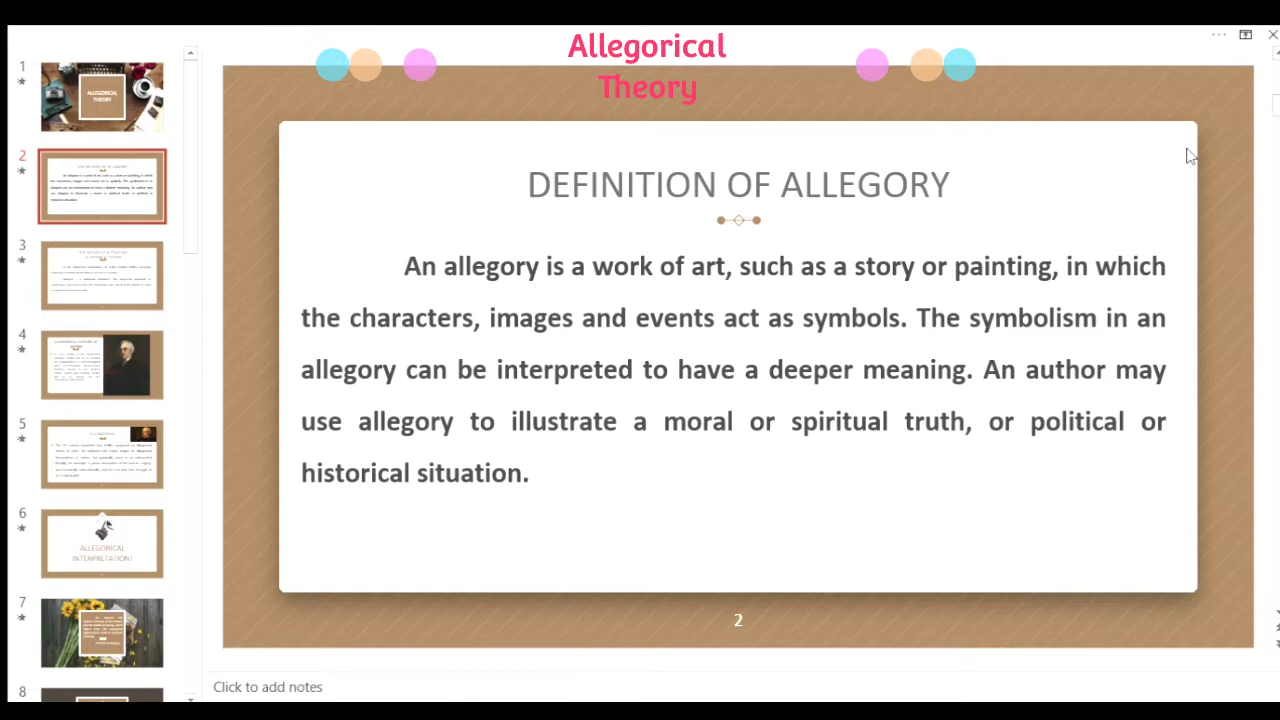 Allegorical
Theory
1
ALLEGORICAL
THEORY
2
3
4
5
6
ALLEGORICAL
INTERPRETATION!
7
8
DEFINITION OF ALLEGORY
An allegory is a work of art, such as a story or painting, in which
the characters, images and events act as symbols. The symbolism in an
allegory can be interpreted to have a deeper meaning. An author may
use allegory to illustrate a moral or spiritual truth, or political or
historical situation.
2
Click to add notes